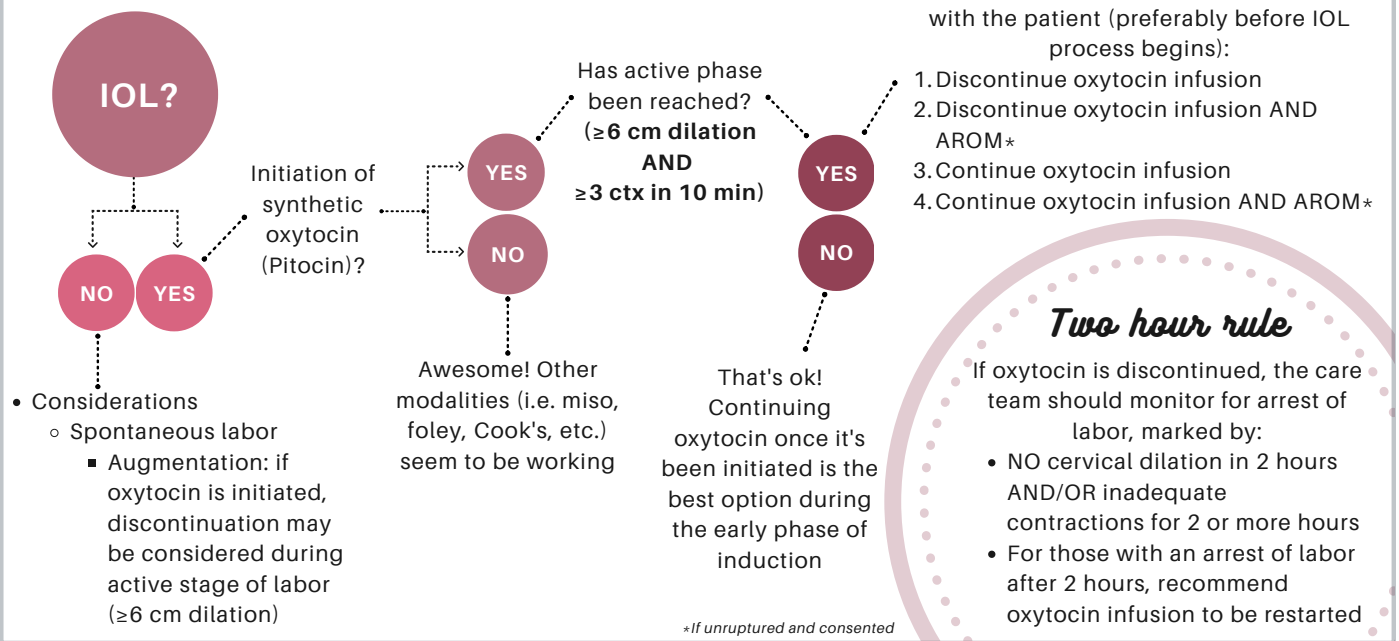 IOL?
NO
YES
Considerations
Spontaneous labor
Augmentation: if
oxytocin is initiated,
discontinuation may
be considered during
active stage of labor
(≥6 cm dilation)
Initiation of
synthetic
oxytocin
(Pitocin)?
YES
NO
Awesome! Other
modalities (i.e. miso,
foley, Cook's, etc.)
seem to be working
Has active phase
been reached?
(≥6 cm dilation
AND
≥3 ctx in 10 min)
YES
NO
That's ok!
Continuing
oxytocin once it's
been initiated is the
best option during
the early phase of
induction
with the patient (preferably before IOL
process begins):
1. Discontinue oxytocin infusion
2. Discontinue oxytocin infusion AND
AROM*
3. Continue oxytocin infusion
4. Continue oxytocin infusion AND AROM*
Two hour rule
If oxytocin is discontinued, the care
team should monitor for arrest of
labor, marked by:
NO cervical dilation in 2 hours
AND/OR inadequate
contractions for 2 or more hours
For those with an arrest of labor
after 2 hours, recommend
oxytocin infusion to be restarted
*If unruptured and consented